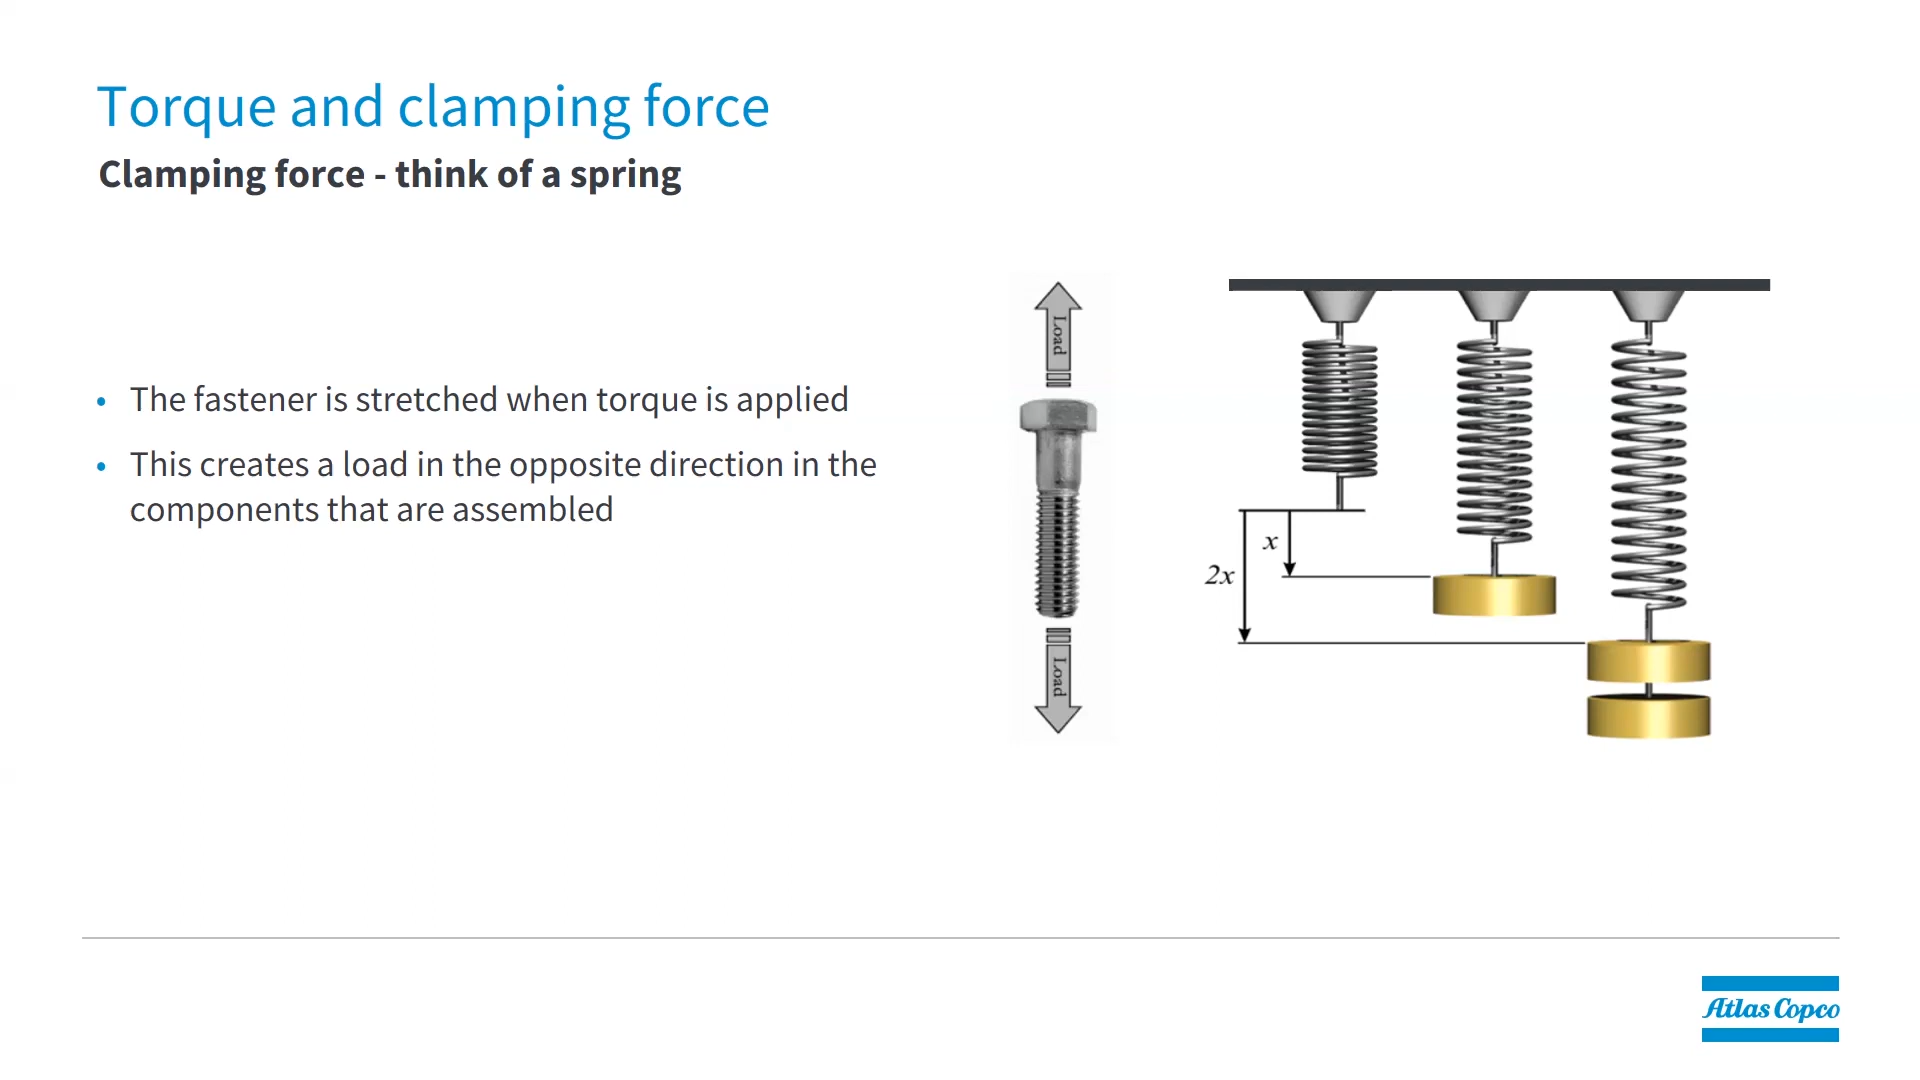 Torque and clamping force
Clamping force - think of a spring
• The fastener is stretched when torque is applied
• This creates a load in the opposite direction in the
components that are assembled
Load
Load
x
2x
Atlas Copco